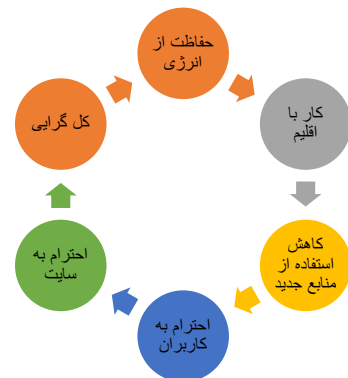 حفاظت از
انرژی
کار با
اقلیم
کاهش
استفاده از
منابع جدید
احترام به
کاربران
احترام به
سایت
کل گرایی